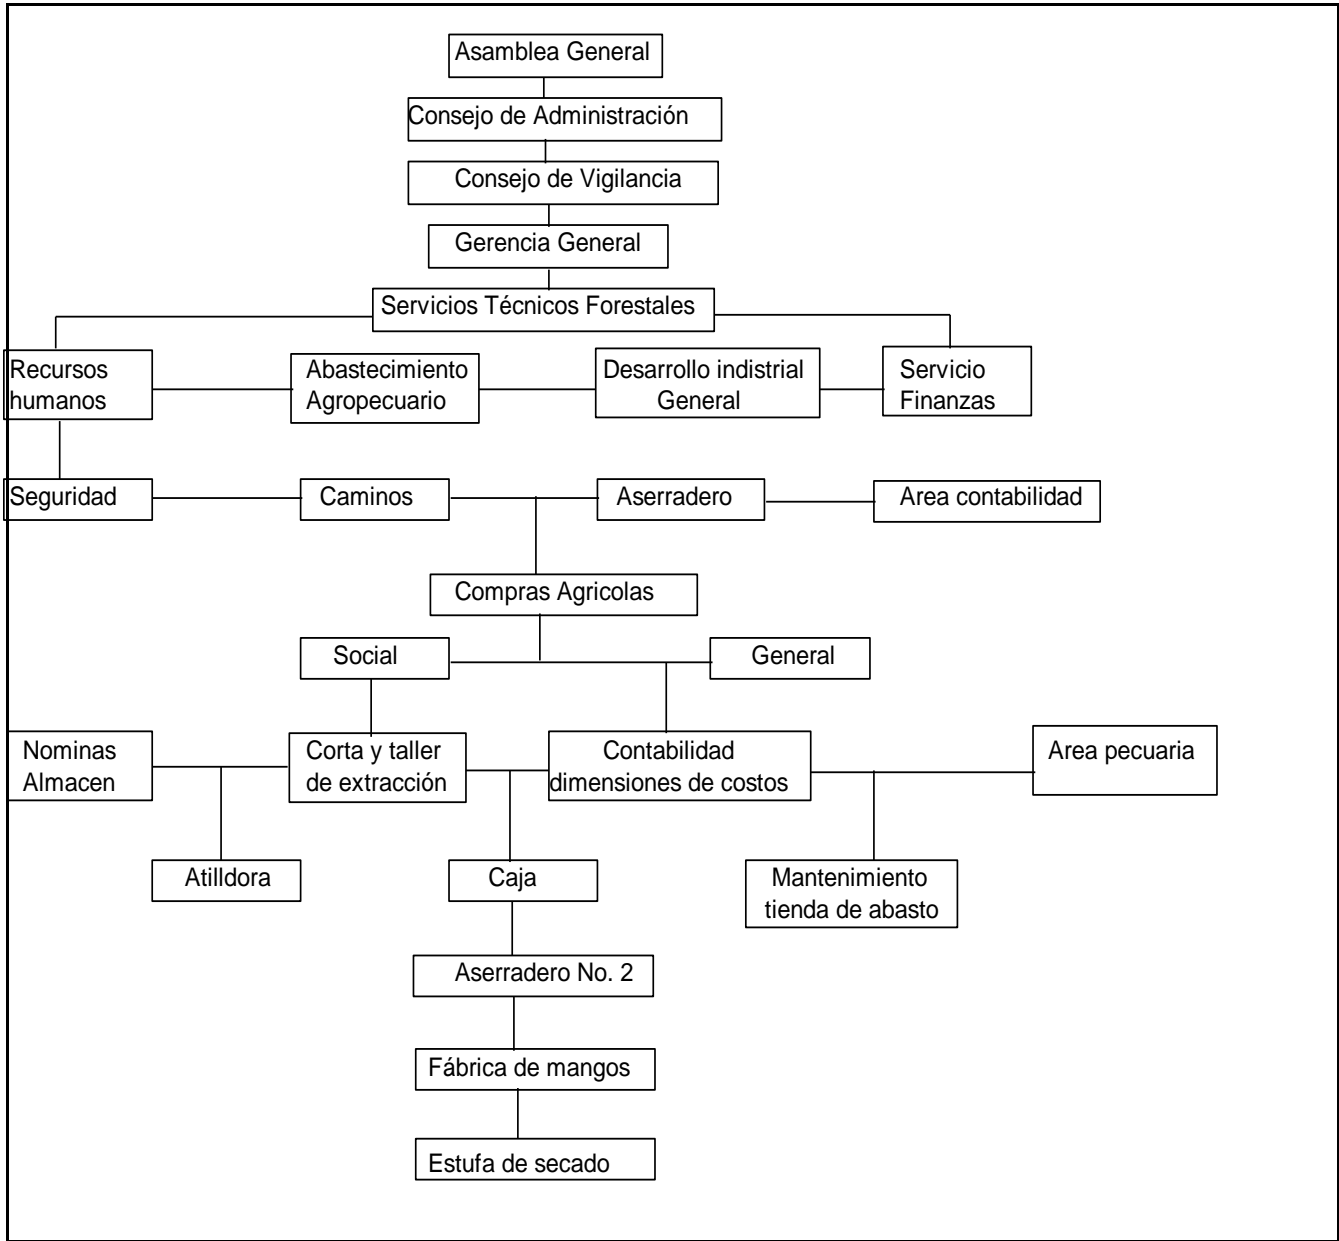 Asamblea General
Consejo de Administración
Consejo de Vigilancia
Gerencia General
Servicios Técnicos Forestales
Recursos
humanos
Abastecimiento
Agropecuario
Desarrollo indistrial
General
Servicio
Finanzas
Seguridad
Caminos
Aserradero
Area contabilidad
Compras Agricolas
Social
General
Nominas
Almacen
Corta y taller
de extracción
Contabilidad
dimensiones de costos
Area pecuaria
Atilldora
Caja
Mantenimiento
tienda de abasto
Aserradero No. 2
Fábrica de mangos
Estufa de secado